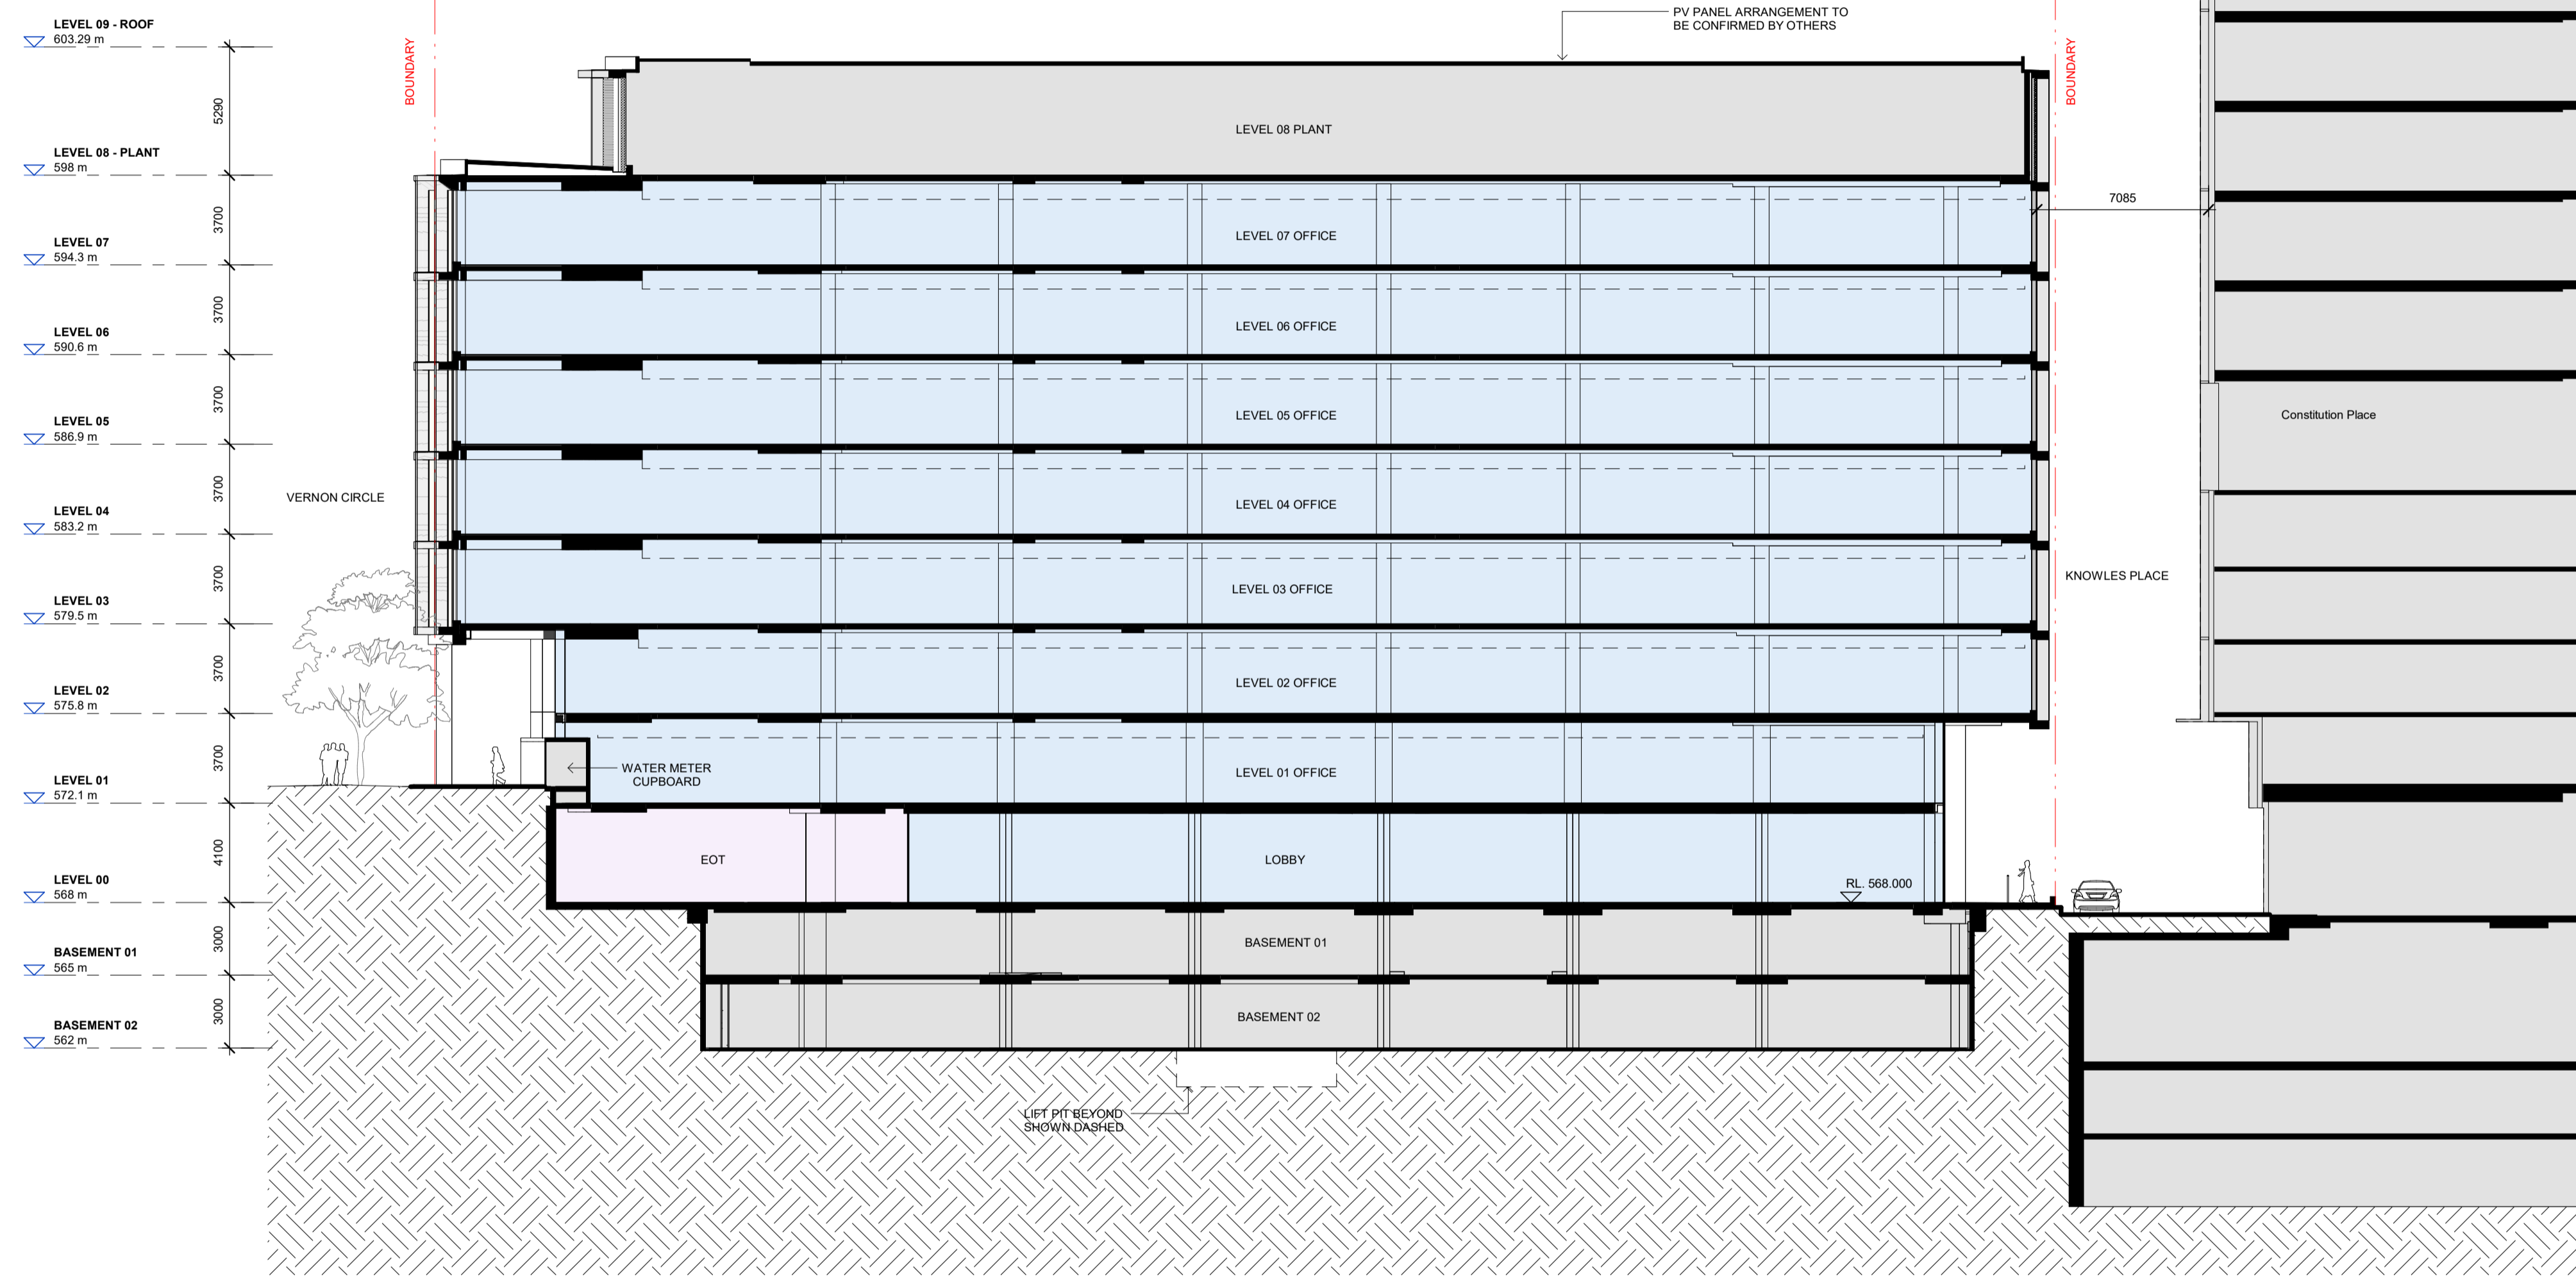 LEVEL 09 - ROOF
603.29 m
5290
LEVEL 08 - PLANT
598 m
3700
LEVEL 07
594.3 m
3700
LEVEL 06
590.6 m
3700
LEVEL 05
586.9 m
3700
LEVEL 04
583.2 m
3700
LEVEL 03
579.5 m
3700
LEVEL 02
575.8 m
3700
LEVEL 01
572.1 m
4100
LEVEL 00
568 m
3000
BASEMENT 01
565 m
3000
BASEMENT 02
562 m
BOUNDARY
VERNON CIRCLE
PV PANEL ARRANGEMENT TO
BE CONFIRMED BY OTHERS
LEVEL 08 PLANT
LEVEL 07 OFFICE
LEVEL 06 OFFICE
LEVEL 05 OFFICE
LEVEL 04 OFFICE
LEVEL 03 OFFICE
LEVEL 02 OFFICE
WATER METER
CUPBOARD
LEVEL 01 OFFICE
EOT
LOBBY
RL. 568.000
BASEMENT 01
BASEMENT 02
LIFT PIT BEYOND
SHOWN DASHED
BOUNDARY
7085
KNOWLES PLACE
Constitution Place